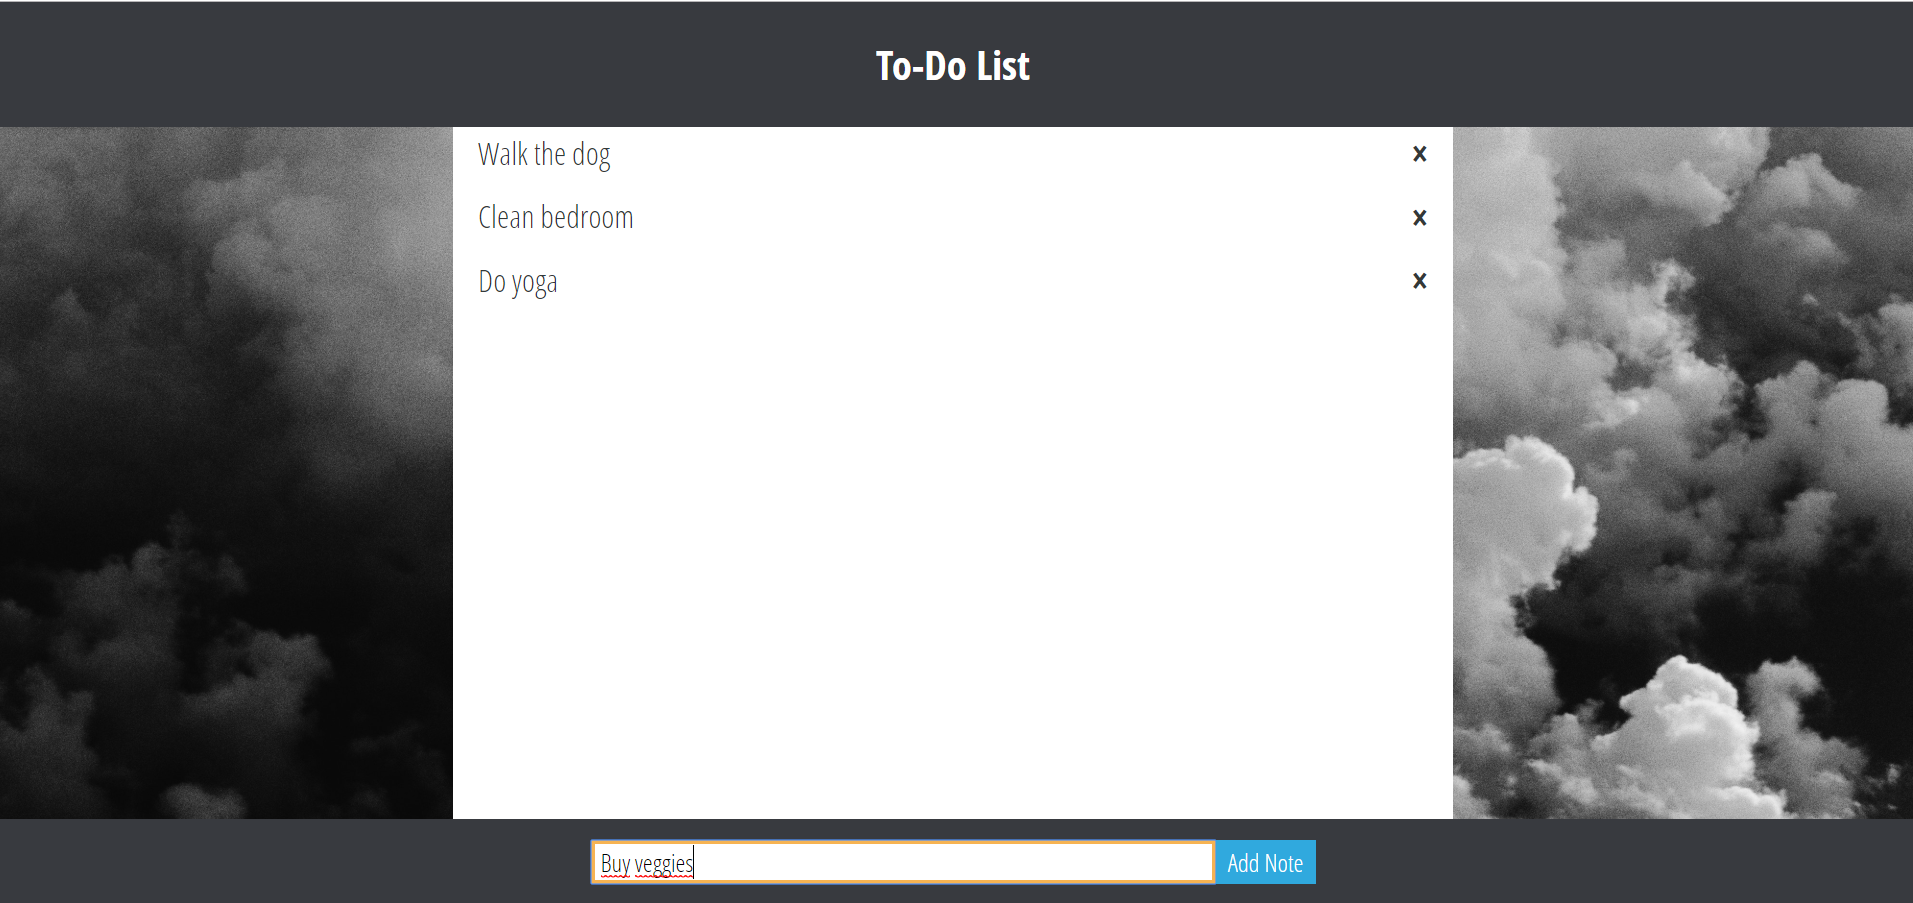 To-Do List
Walk the dog
Clean bedroom
Do yoga
Buy veggies
Add Note